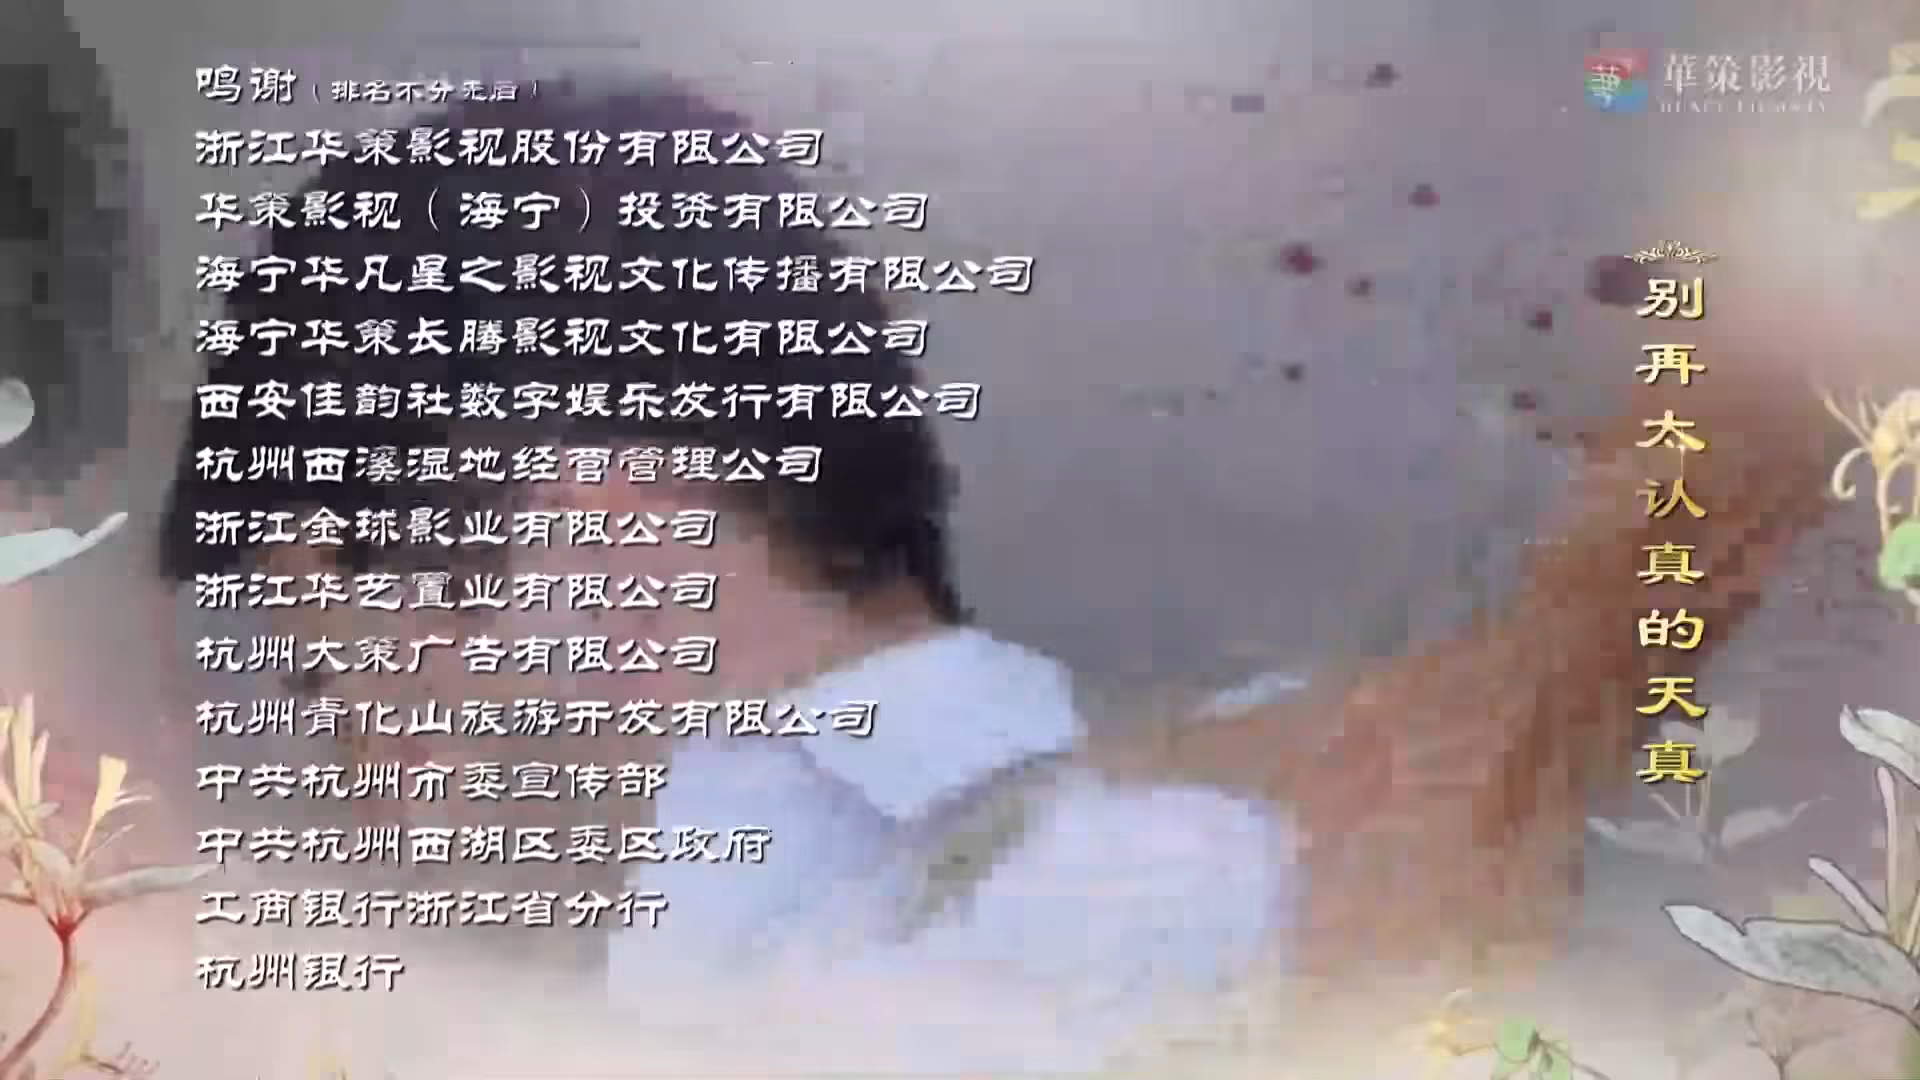 鸣谢（排名不分先后）
浙江华策影视股份有限公司
华策影视（海宁）投资有限公司
海宁华凡星之影视文化传播有限公司
海宁华策长腾影视文化有限公司
西安佳韵社数字娱乐发行有限公司
杭州西溪湿地经营管理公司
浙江金球影业有限公司
浙江华艺置业有限公司
杭州大策广告有限公司
杭州青化山旅游开发有限公司
中共杭州市委宣传部
中共杭州西湖区委区政府
工商银行浙江省分行
杭州银行
華策影視
别再太认真的天真